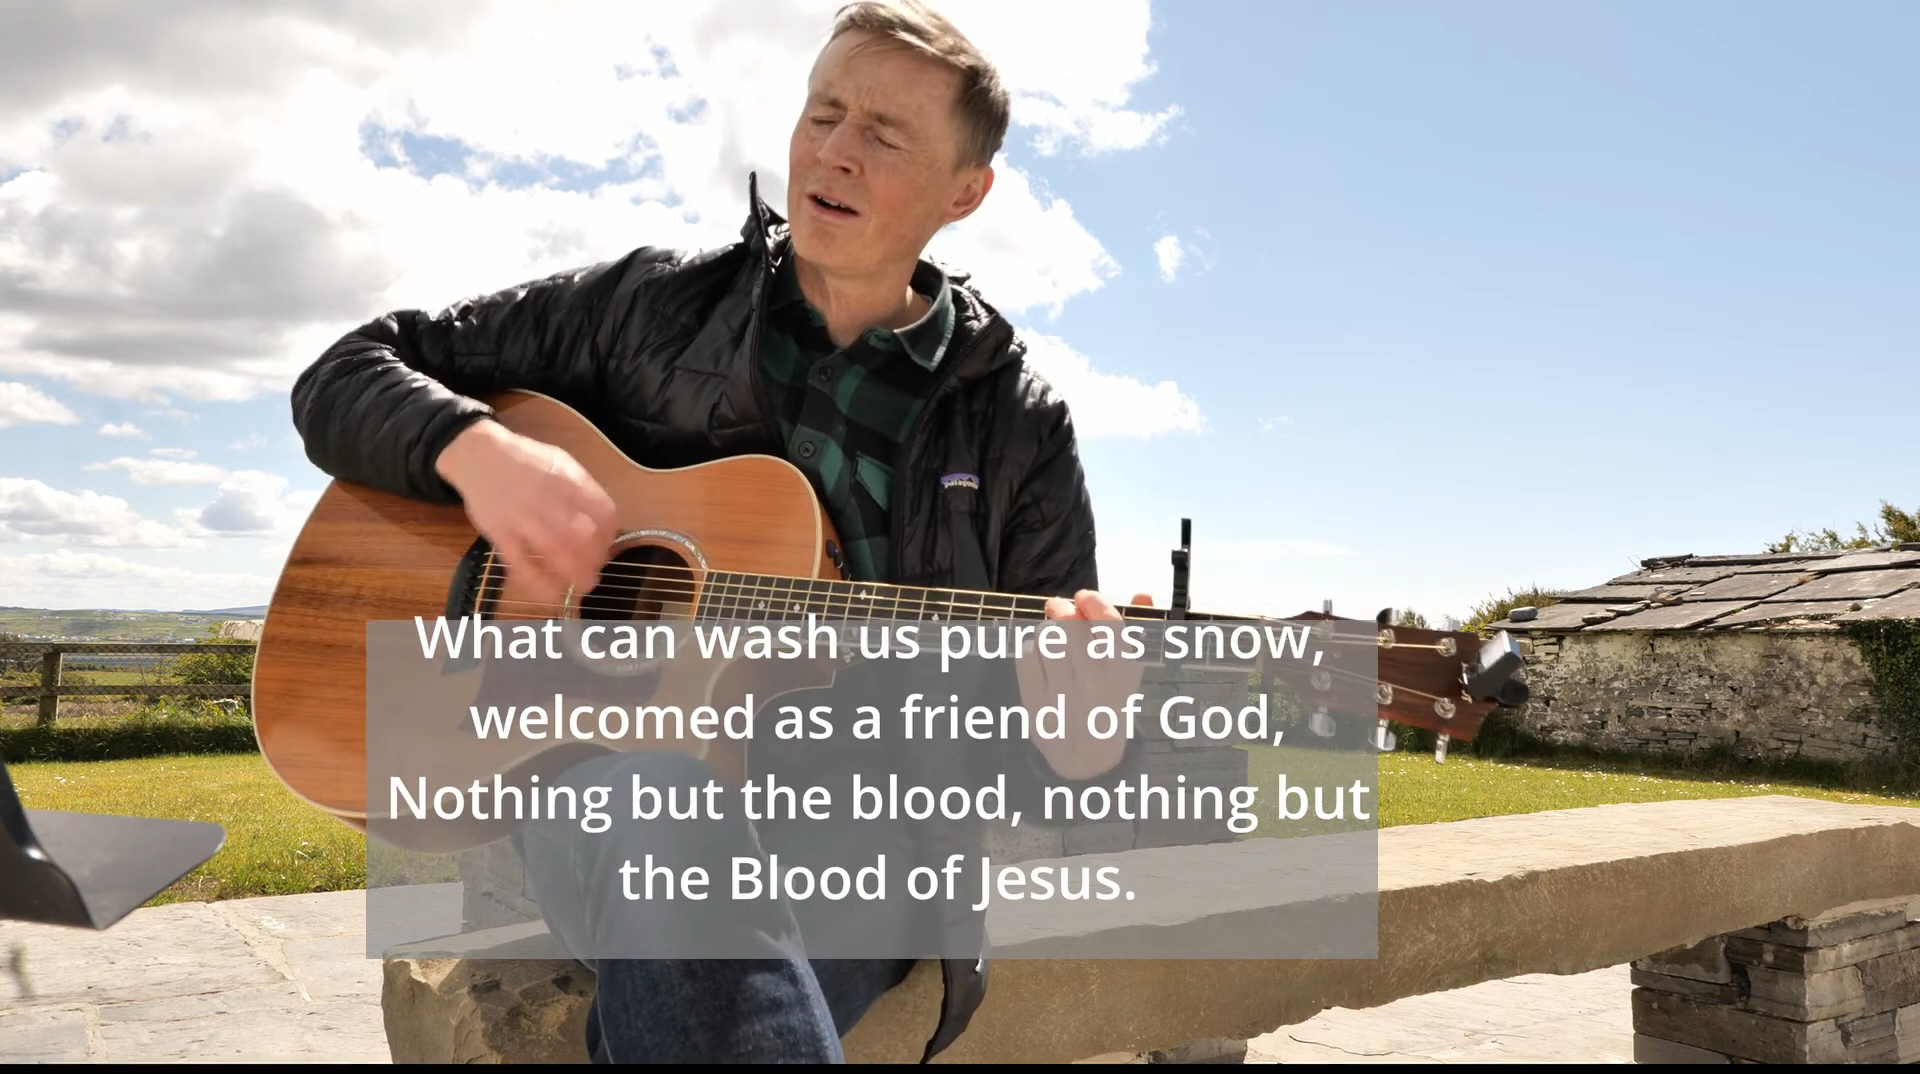 What can wash us pure as snow,
welcomed as a friend of God,
Nothing but the blood, nothing but
the Blood of Jesus.
patagonia